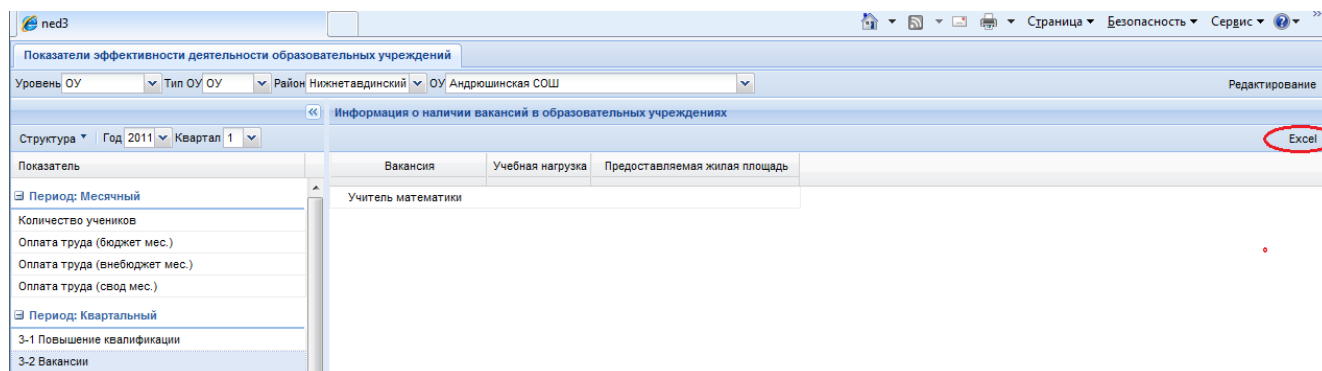 ned3
Страница Безопасность Сервис
Показатели эффективности деятельности образовательных учреждений
Уровень ОУ Тип ОУ ОУ Район Нижнетавдинский ОУ Андрюшинская СОШ Редактирование
Информация о наличии вакансий в образовательных учреждениях
Структура Год 2011 Квартал 1 Excel
Показатель Вакансия Учебная нагрузка Предоставляемая жилая площадь
Период: Месячный
Учитель математики
Количество учеников
Оплата труда (бюджет мес.)
Оплата труда (внебюджет мес.)
Оплата труда (свод мес.)
Период: Квартальный
3-1 Повышение квалификации
3-2 Вакансии